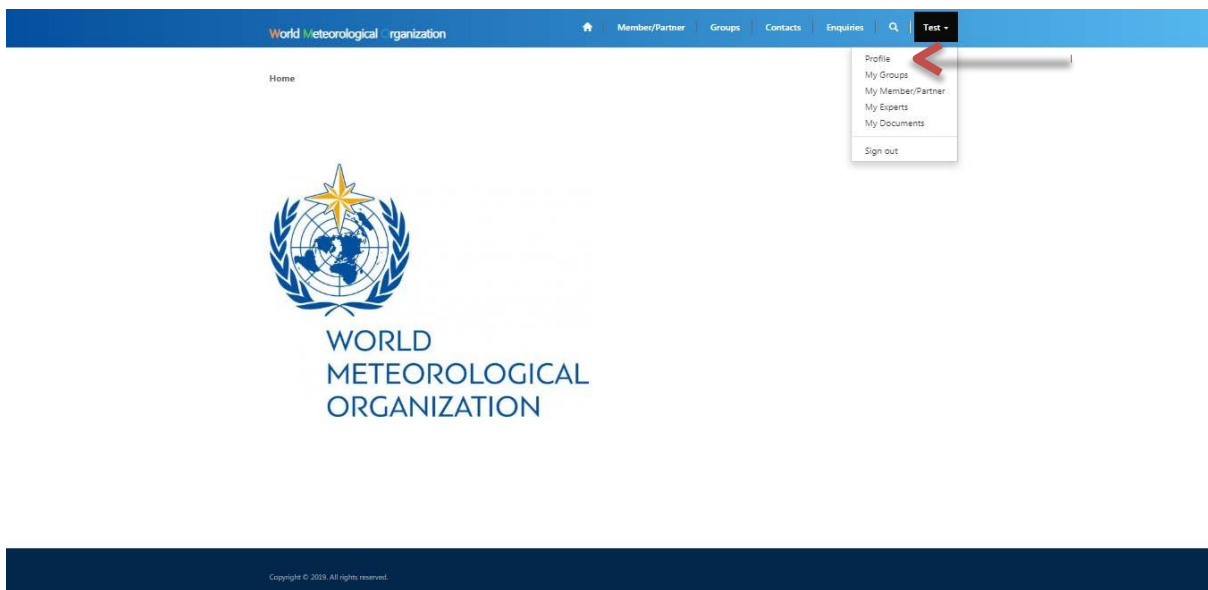 World Meteorological Organization
Member/Partner Groups Contacts Enquiries Test
Profile
My Groups
My Member/Partner
My Experts
My Documents
Sign out
Home
WORLD
METEOROLOGICAL
ORGANIZATION
Copyright © 2019. All rights reserved.